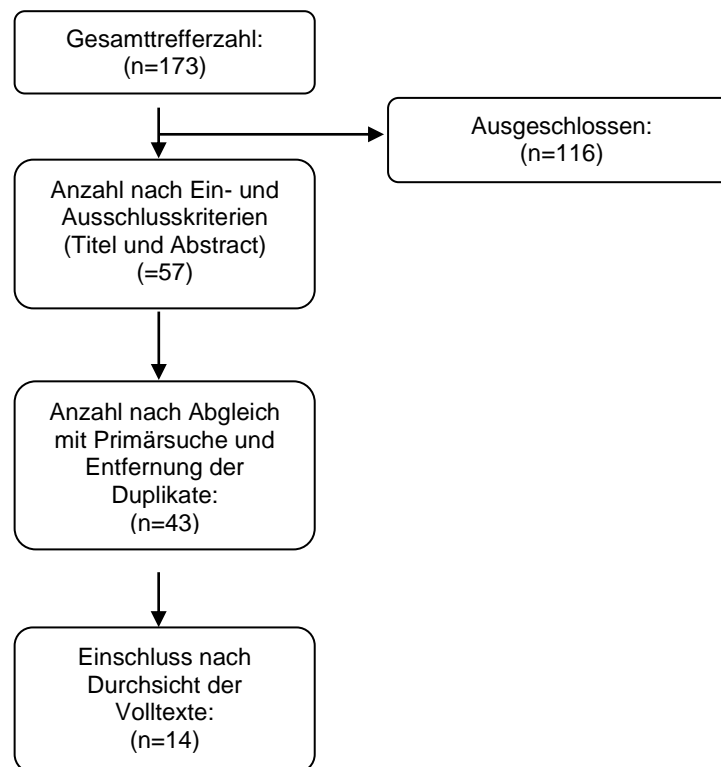 Gesamttrefferzahl:
(n=173)
Ausgeschlossen:
(n=116)
Anzahl nach Ein- und
Ausschlusskriterien
(Titel und Abstract)
(=57)
Anzahl nach Abgleich
mit Primärsuche und
Entfernung der
Duplikate:
(n=43)
Einschluss nach
Durchsicht der
Volltexte:
(n=14)